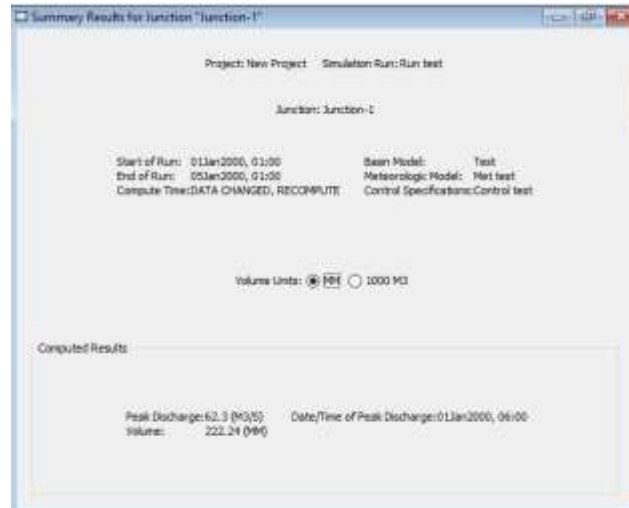 Summary Results for Junction "Junction-1"
Project: New Project Simulation Run: Run test
Junction: Junction-1
Start of Run: 01Jan2000, 01:00 Basin Model: Test
End of Run: 05Jan2000, 01:00 Meteorologic Model: Met test
Compute Time:DATA CHANGED, RECOMPUTE Control Specifications:Control test
Volume Units: MM 1000 M3
Computed Results
Peak Discharge:62.3 (M3/S) Date/Time of Peak Discharge:01Jan2000, 06:00
Volume: 222.24 (MM)